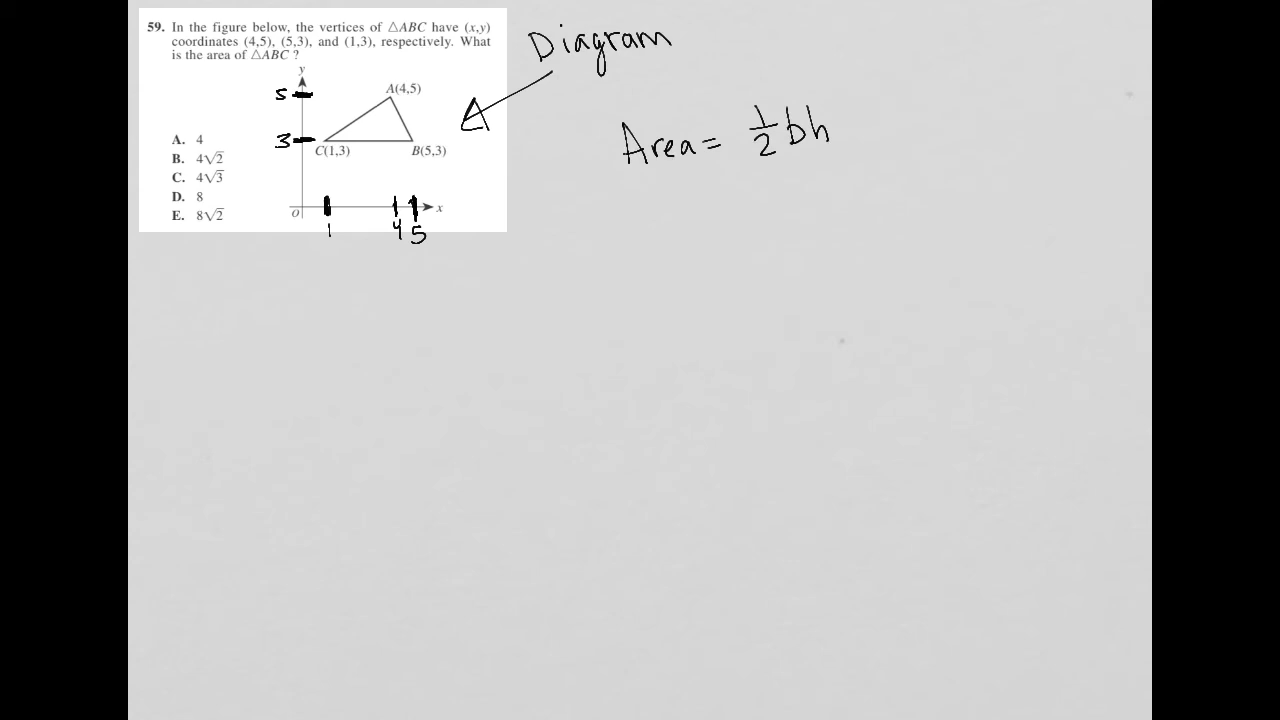 59. In the figure below, the vertices of △ABC have (x,y)
coordinates (4,5), (5,3), and (1,3), respectively. What
is the area of △ABC ?
Diagram
y
5
A(4,5)
Area = 1/2 bh
3
A. 4
C(1,3)
B(5,3)
B. 4√2
C. 4√3
D. 8
O
x
E. 8√2
1
4
5